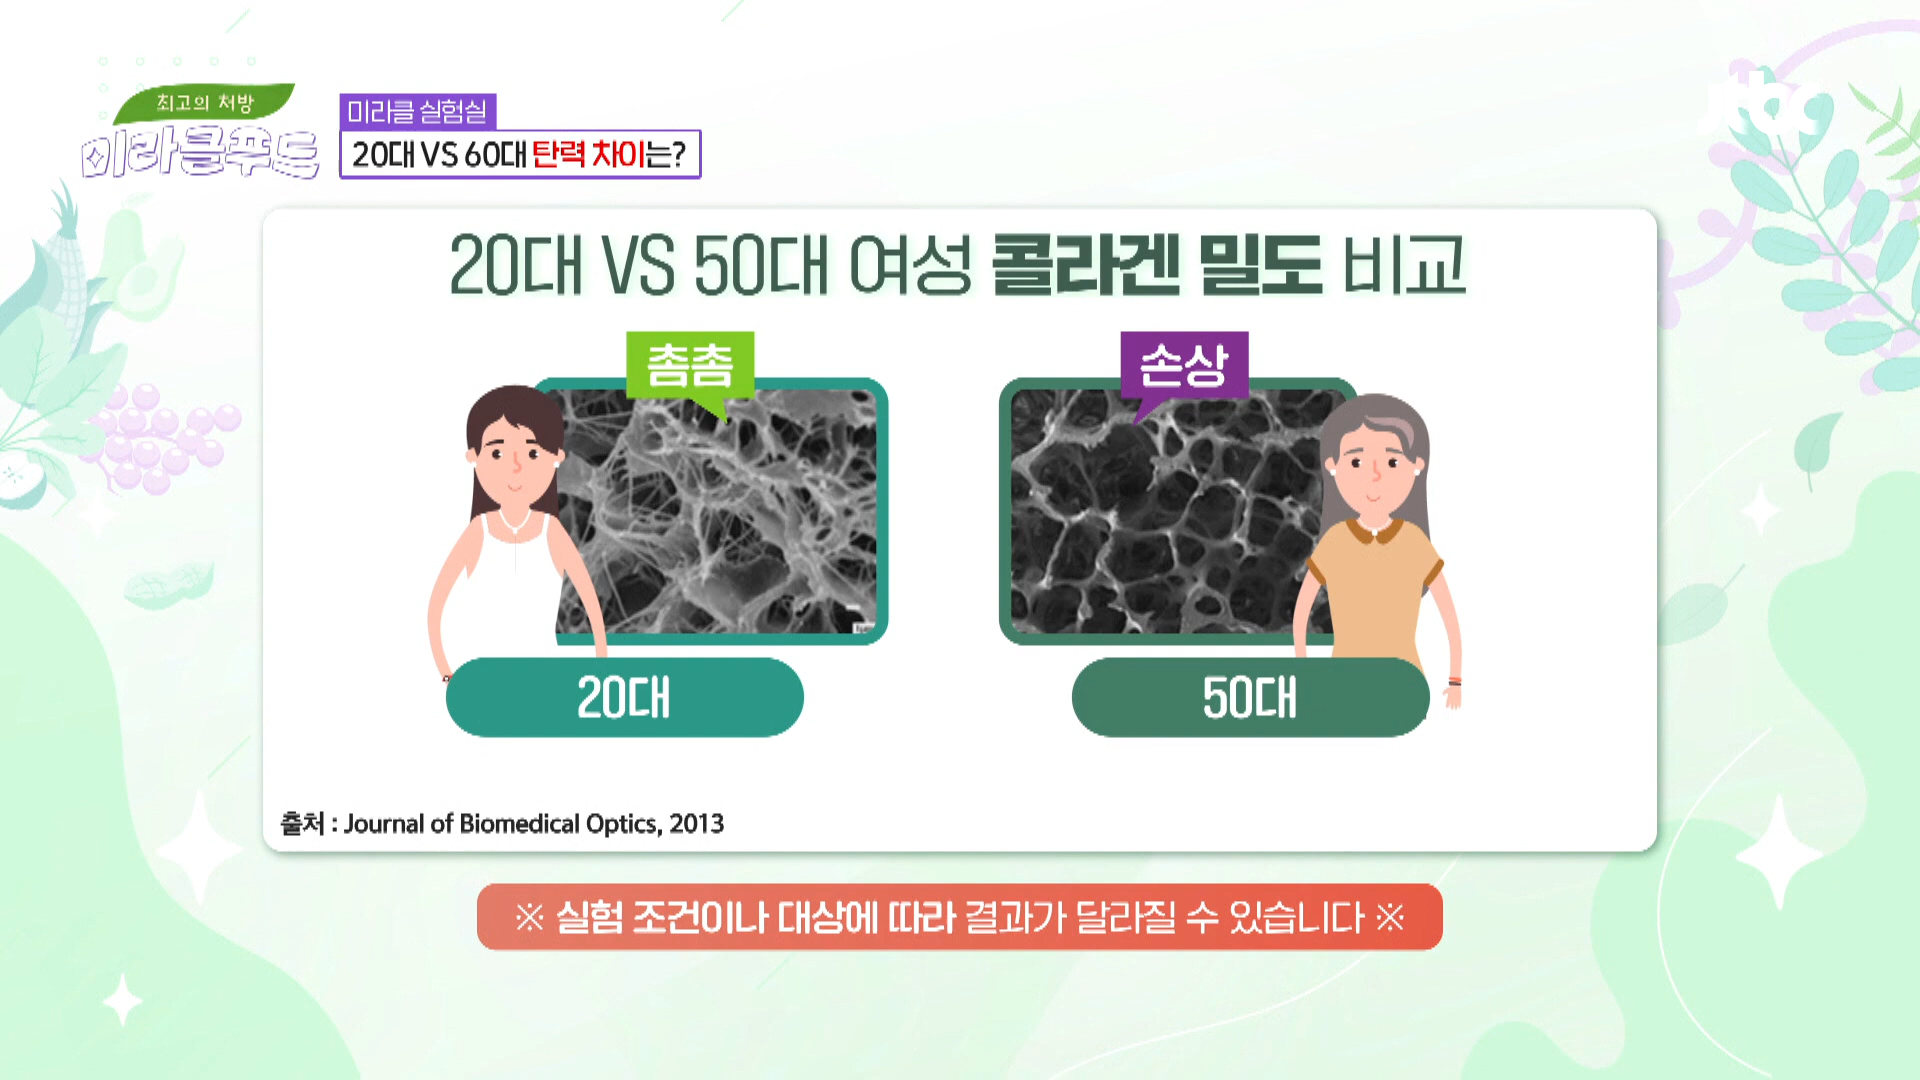 최고의 처방
미라클푸드
jtbc
미라클 실험실
20대 VS 60대 탄력 차이는?
20대 VS 50대 여성 콜라겐 밀도 비교
촘촘
손상
20대
50대
출처 : Journal of Biomedical Optics, 2013
※ 실험 조건이나 대상에 따라 결과가 달라질 수 있습니다 ※